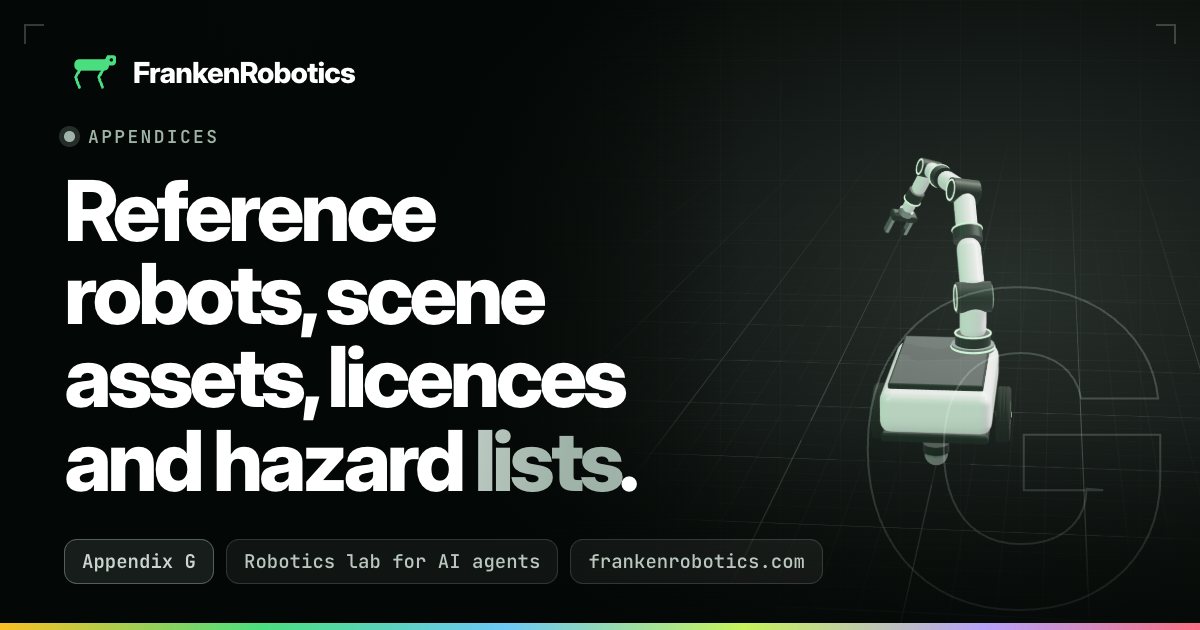 FrankenRobotics
APPENDICES
Reference
robots, scene
assets, licences
and hazard lists.
Appendix G
Robotics lab for AI agents
frankenrobotics.com
G